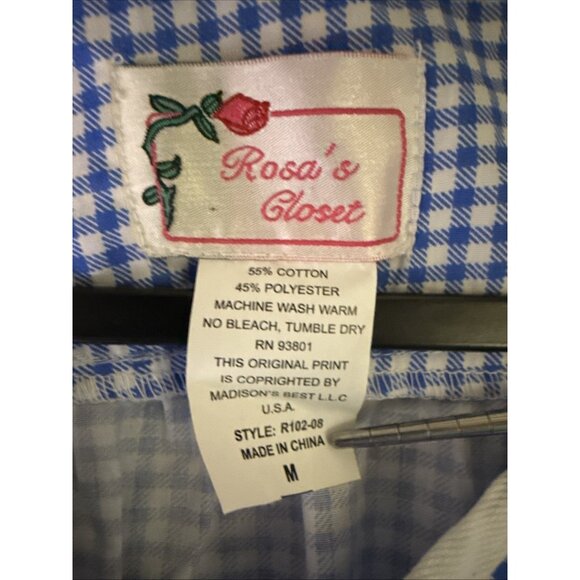 Rosa's
Closet
55% COTTON
45% POLYESTER
MACHINE WASH WARM
NO BLEACH, TUMBLE DRY
RN 93801
THIS ORIGINAL PRINT
IS COPRIGHTED BY
MADISON'S BEST L.L.C
U.S.A.
STYLE: R102-08
MADE IN CHINA
M